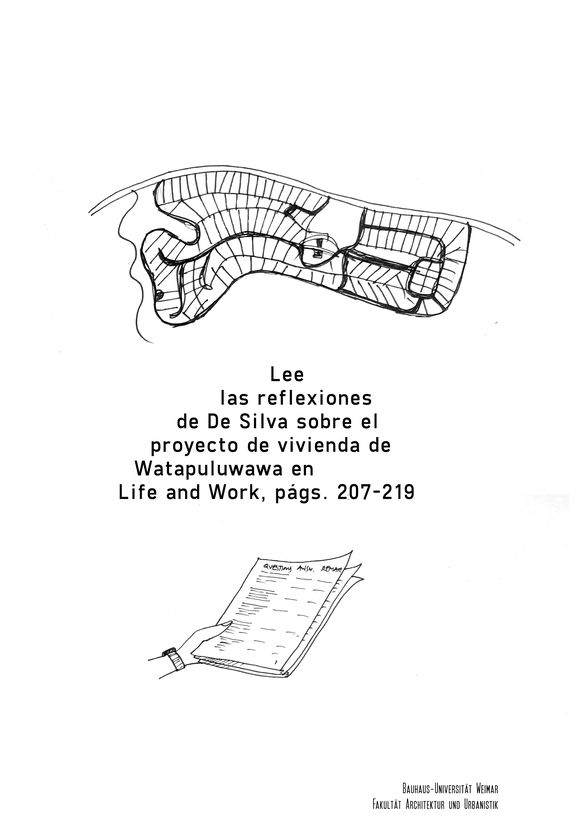 Lee
las reflexiones
de De Silva sobre el
proyecto de vivienda de
Watapuluwawa en
Life and Work, págs. 207-219
QUESTIONS ANSW. REMARK
BAUHAUS-UNIVERSITÄT WEIMAR
FAKULTÄT ARCHITEKTUR UND URBANISTIK